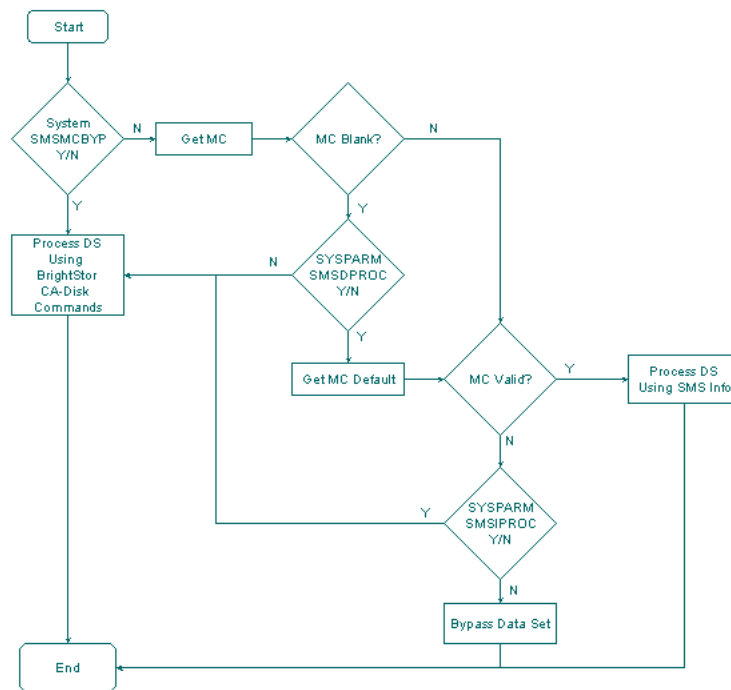 Start
System
SMSMCBYP
Y/N
N
Get MC
MC Blank?
N
Y
Y
Process DS
Using
BrightStor
CA-Disk
Commands
N
SYSPARM
SMSDPROC
Y/N
Y
Get MC Default
MC Valid?
Y
Process DS
Using SMS Info
N
Y
SYSPARM
SMSIPROC
Y/N
N
Bypass Data Set
End